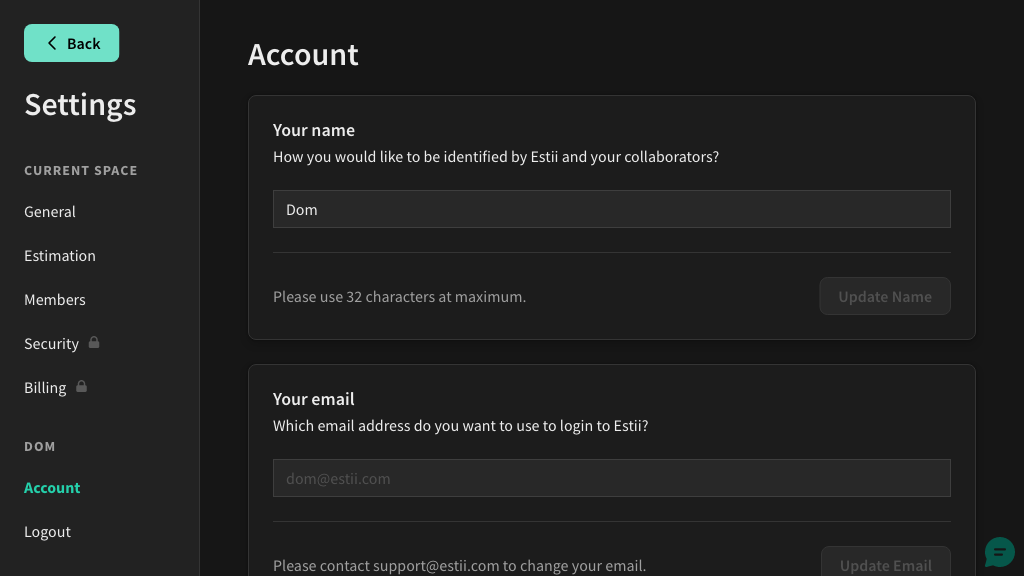 Back
Settings
CURRENT SPACE
General
Estimation
Members
Security
Billing
DOM
Account
Logout
Account
Your name
How you would like to be identified by Estii and your collaborators?
Dom
Please use 32 characters at maximum.
Update Name
Your email
Which email address do you want to use to login to Estii?
dom@estii.com
Please contact support@estii.com to change your email.
Update Email